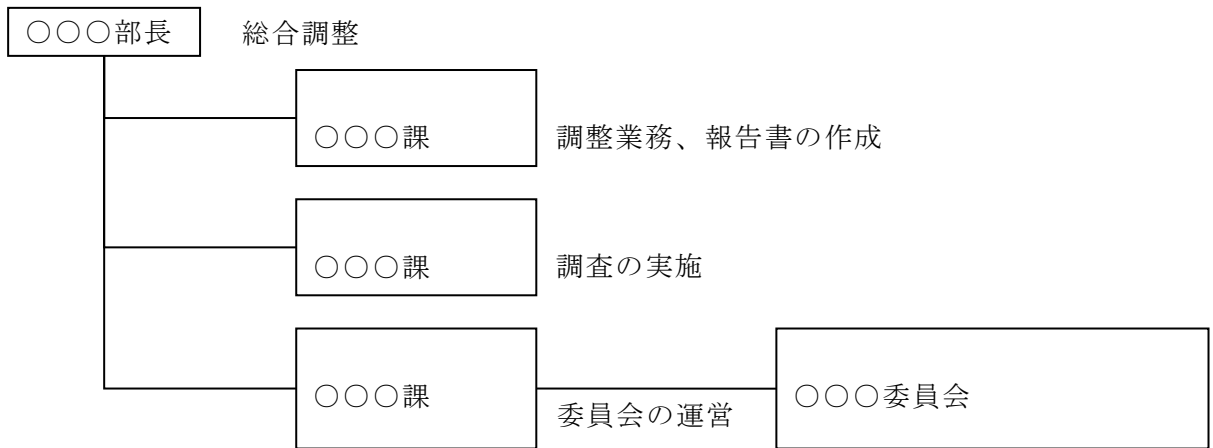 ○○○部長
総合調整
○○○課
調整業務、報告書の作成
○○○課
調査の実施
○○○課
委員会の運営
○○○委員会